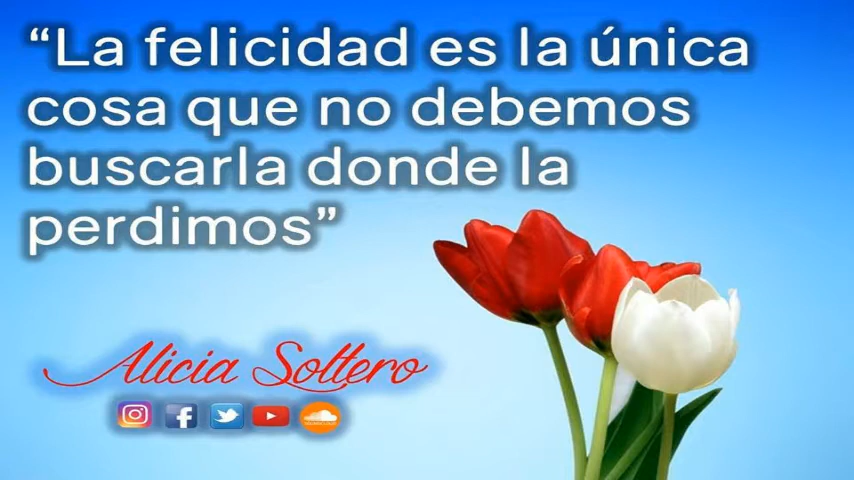 “La felicidad es la única
cosa que no debemos
buscarla donde la
perdimos”
Alicia Soltero